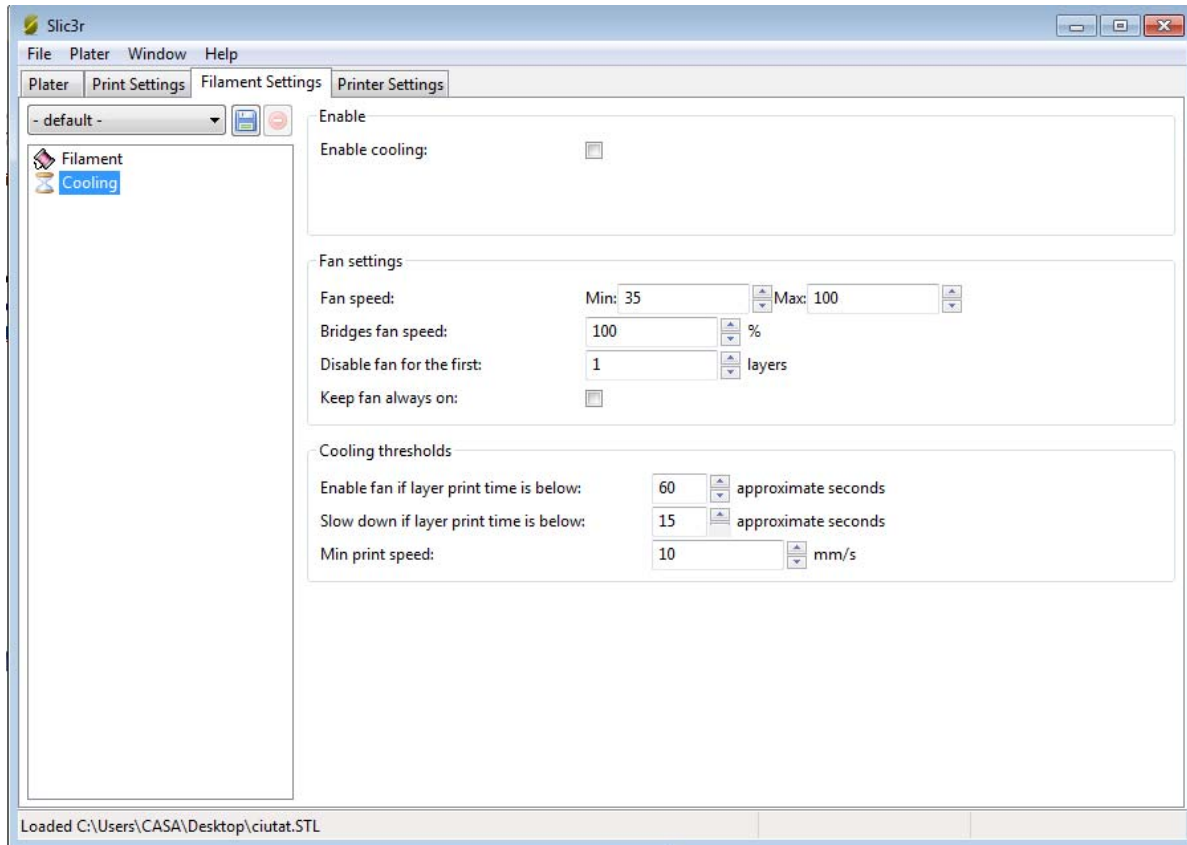 Slic3r
File Plater Window Help
Plater Print Settings Filament Settings Printer Settings
- default -
Filament
Cooling
Enable
Enable cooling:
Fan settings
Fan speed: Min: 35 Max: 100
Bridges fan speed: 100 %
Disable fan for the first: 1 layers
Keep fan always on:
Cooling thresholds
Enable fan if layer print time is below: 60 approximate seconds
Slow down if layer print time is below: 15 approximate seconds
Min print speed: 10 mm/s
Loaded C:\Users\CASA\Desktop\ciutat.STL